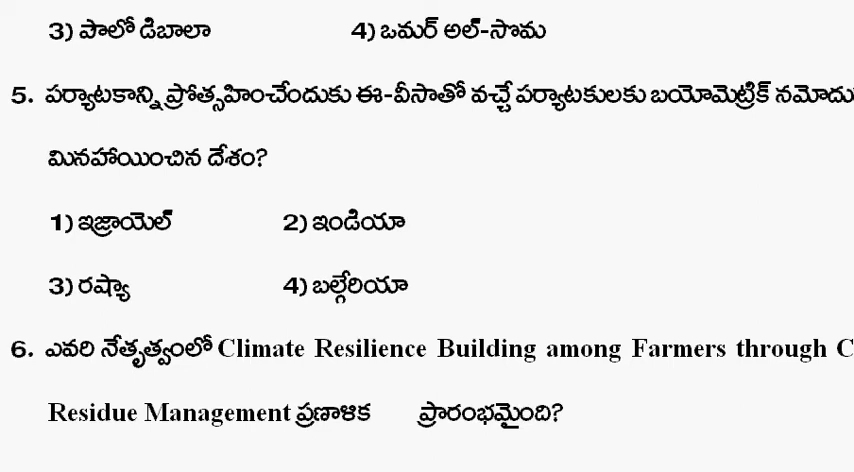 3) పాలో డిబాలా 4) ఒమర్ అల్-సొమ
5. పర్యాటకాన్ని ప్రోత్సహించేందుకు ఈ-వీసాతో వచ్చే పర్యాటకులకు బయోమెట్రిక్ నమోదు
మినహాయించిన దేశం?
1) ఇజ్రాయెల్ 2) ఇండియా
3) రష్యా 4) బల్గేరియా
6. ఎవరి నేతృత్వంలో Climate Resilience Building among Farmers through C
Residue Management ప్రణాళిక ప్రారంభమైంది?